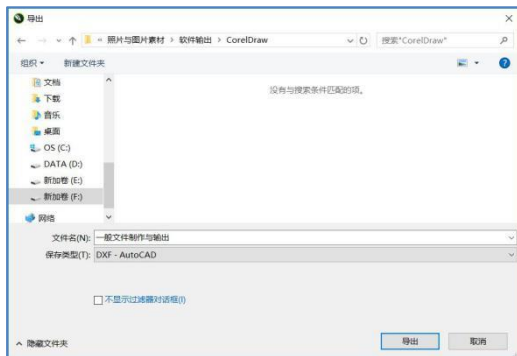 导出
« 照片与图片素材 › 软件输出 › CorelDraw
搜索"CorelDraw"
组织 新建文件夹
文档
下载
音乐
桌面
OS (C:)
DATA (D:)
新加卷 (E:)
新加卷 (F:)
网络
没有与搜索条件匹配的项。
文件名(N): 一般文件制作与输出
保存类型(T): DXF - AutoCAD
不显示过滤器对话框(I)
隐藏文件夹
导出 取消